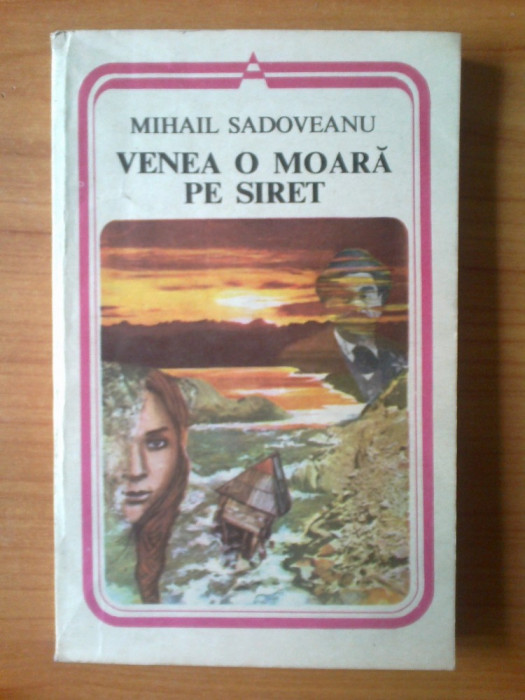 MIHAIL SADOVEANU
VENEA O MOARĂ
PE SIRET